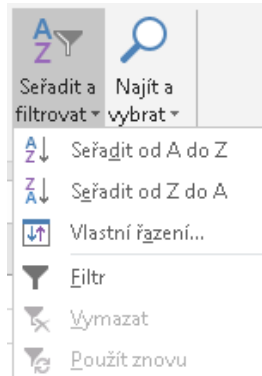 Seřadit a Najít a
filtrovat vybrat
Seřadit od A do Z
Seřadit od Z do A
Vlastní řazení...
Filtr
Vymazat
Použít znovu